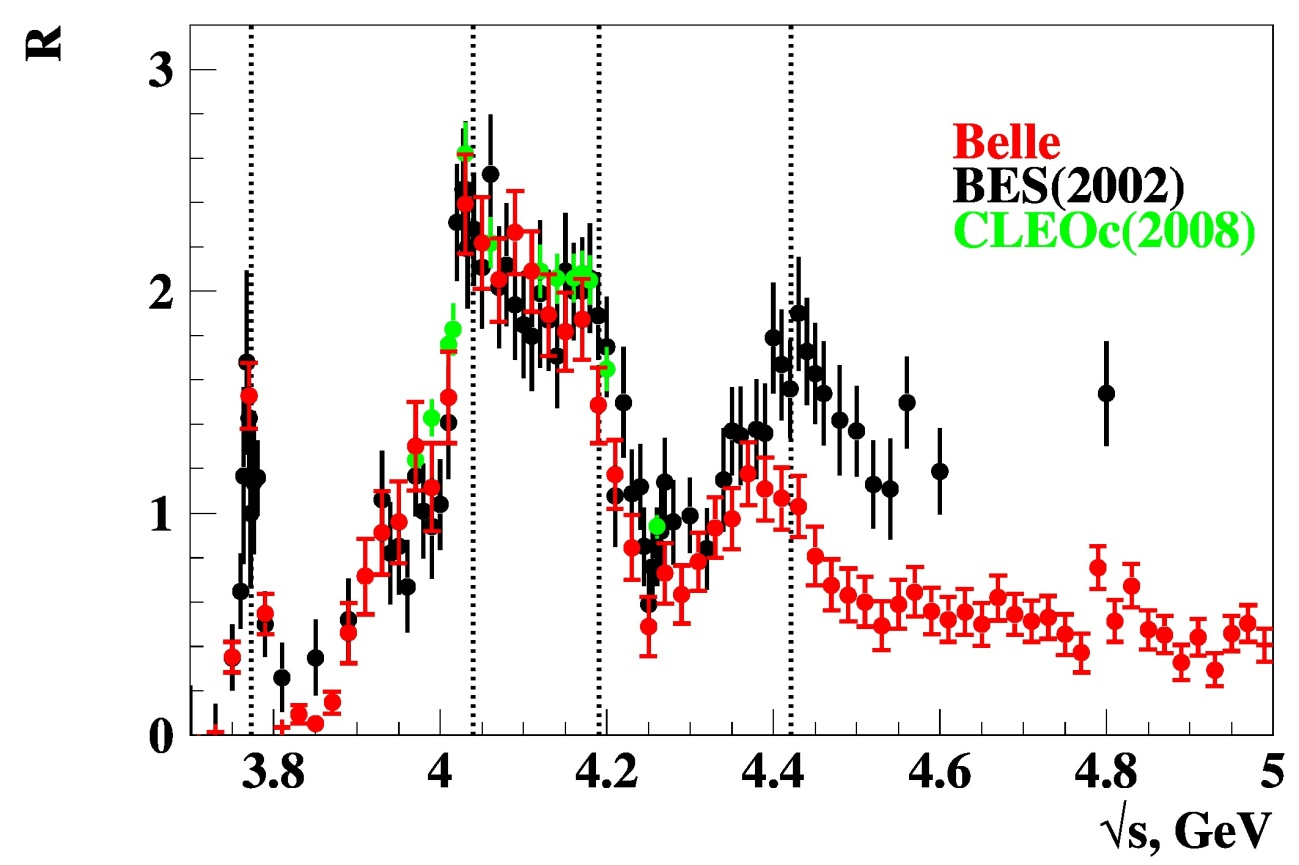 R
3
2
1
0
Belle
BES(2002)
CLEOc(2008)
3.8 4 4.2 4.4 4.6 4.8 5
√s, GeV